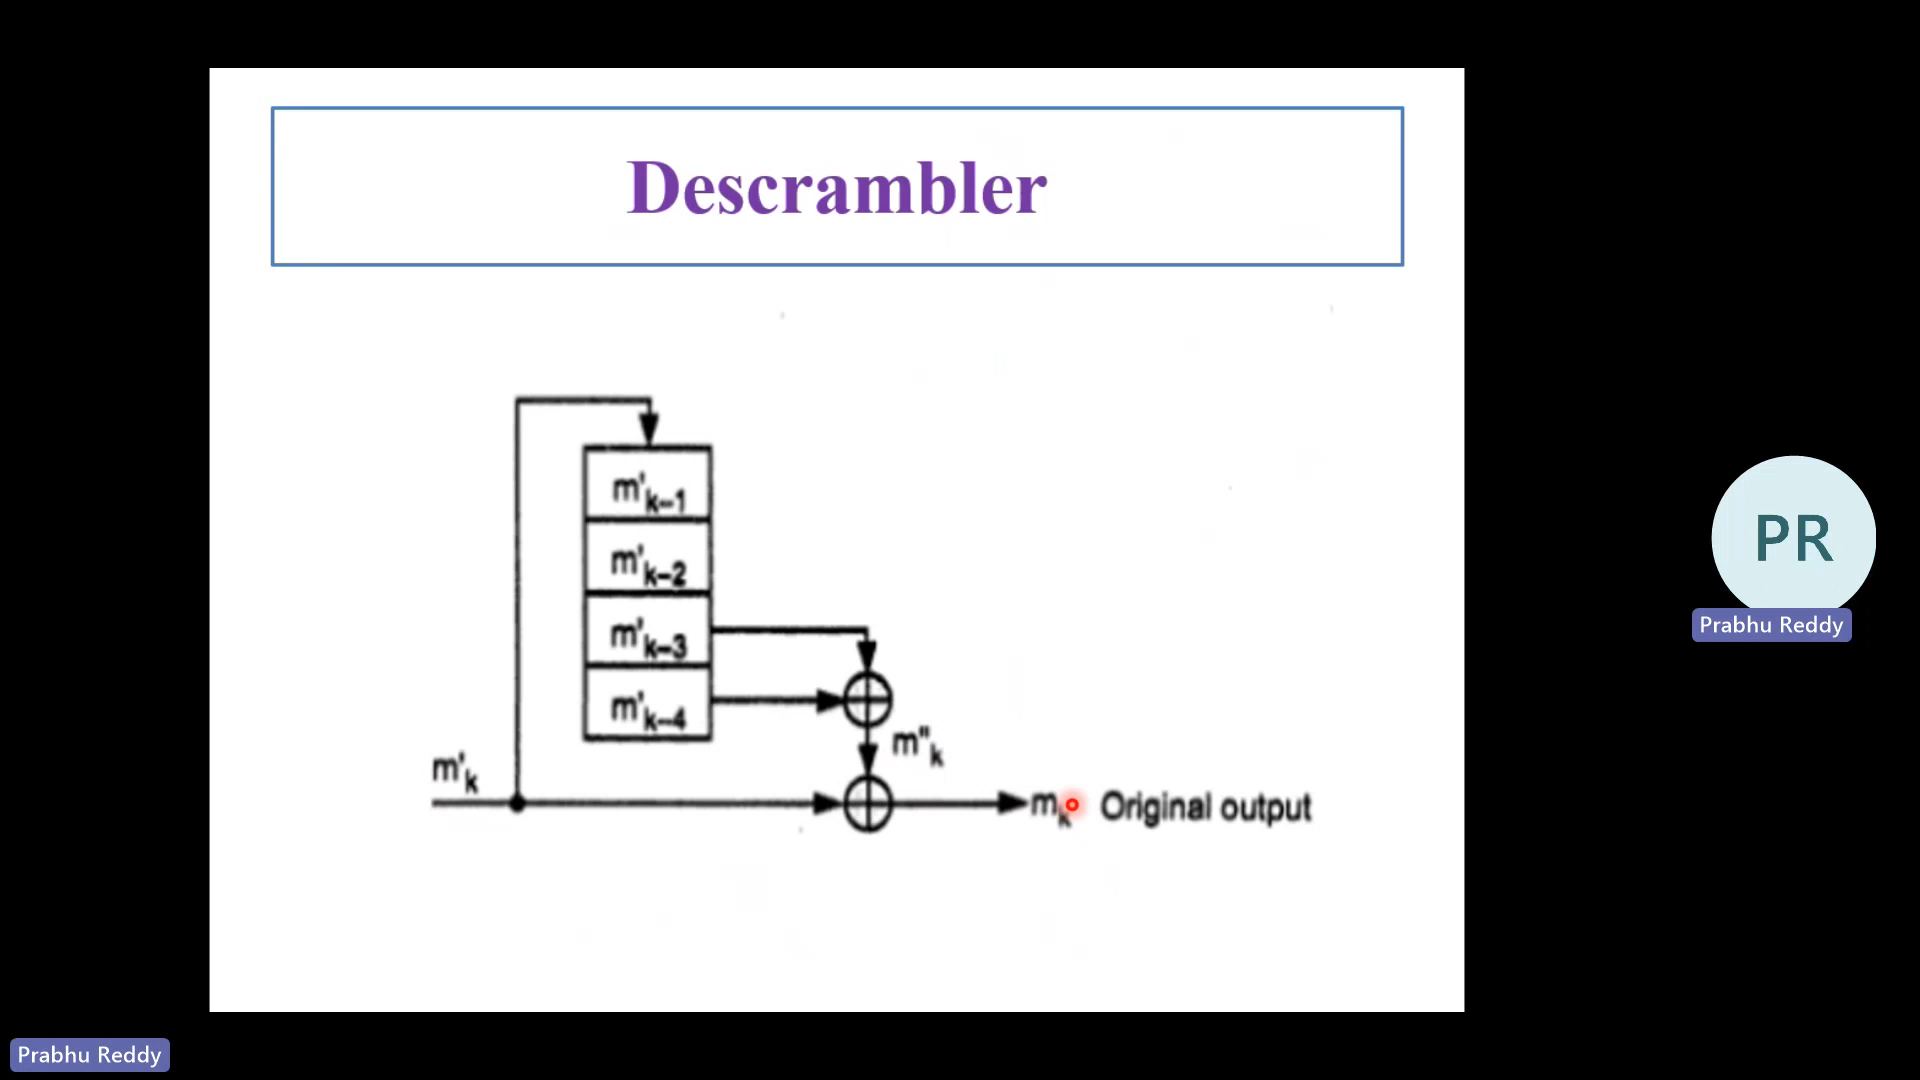 Descrambler
m'k-1
m'k-2
m'k-3
m'k-4
m''k
m'k
mk Original output
PR
Prabhu Reddy
Prabhu Reddy